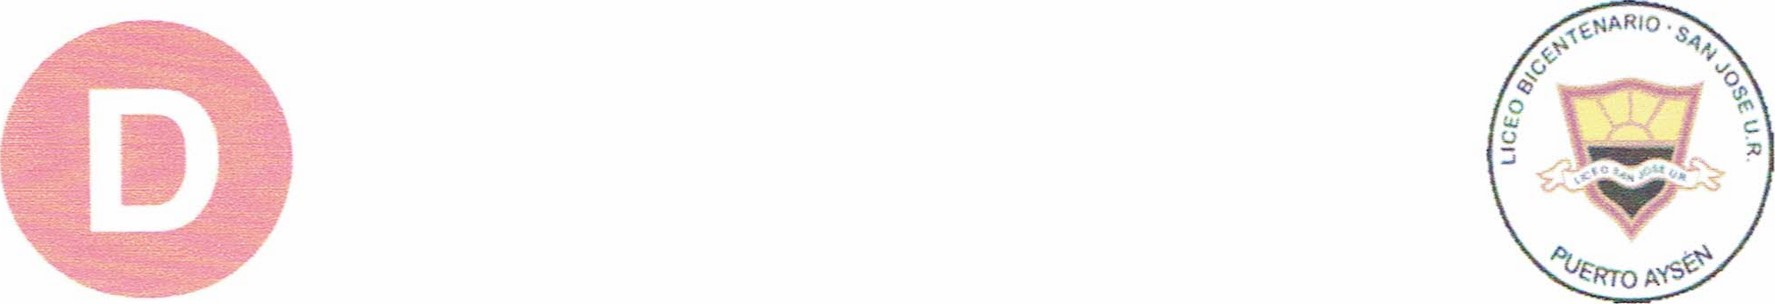 D
LICEO BICENTENARIO · SAN JOSE U.R.
LICEO SAN JOSE U.R.
PUERTO AYSÉN